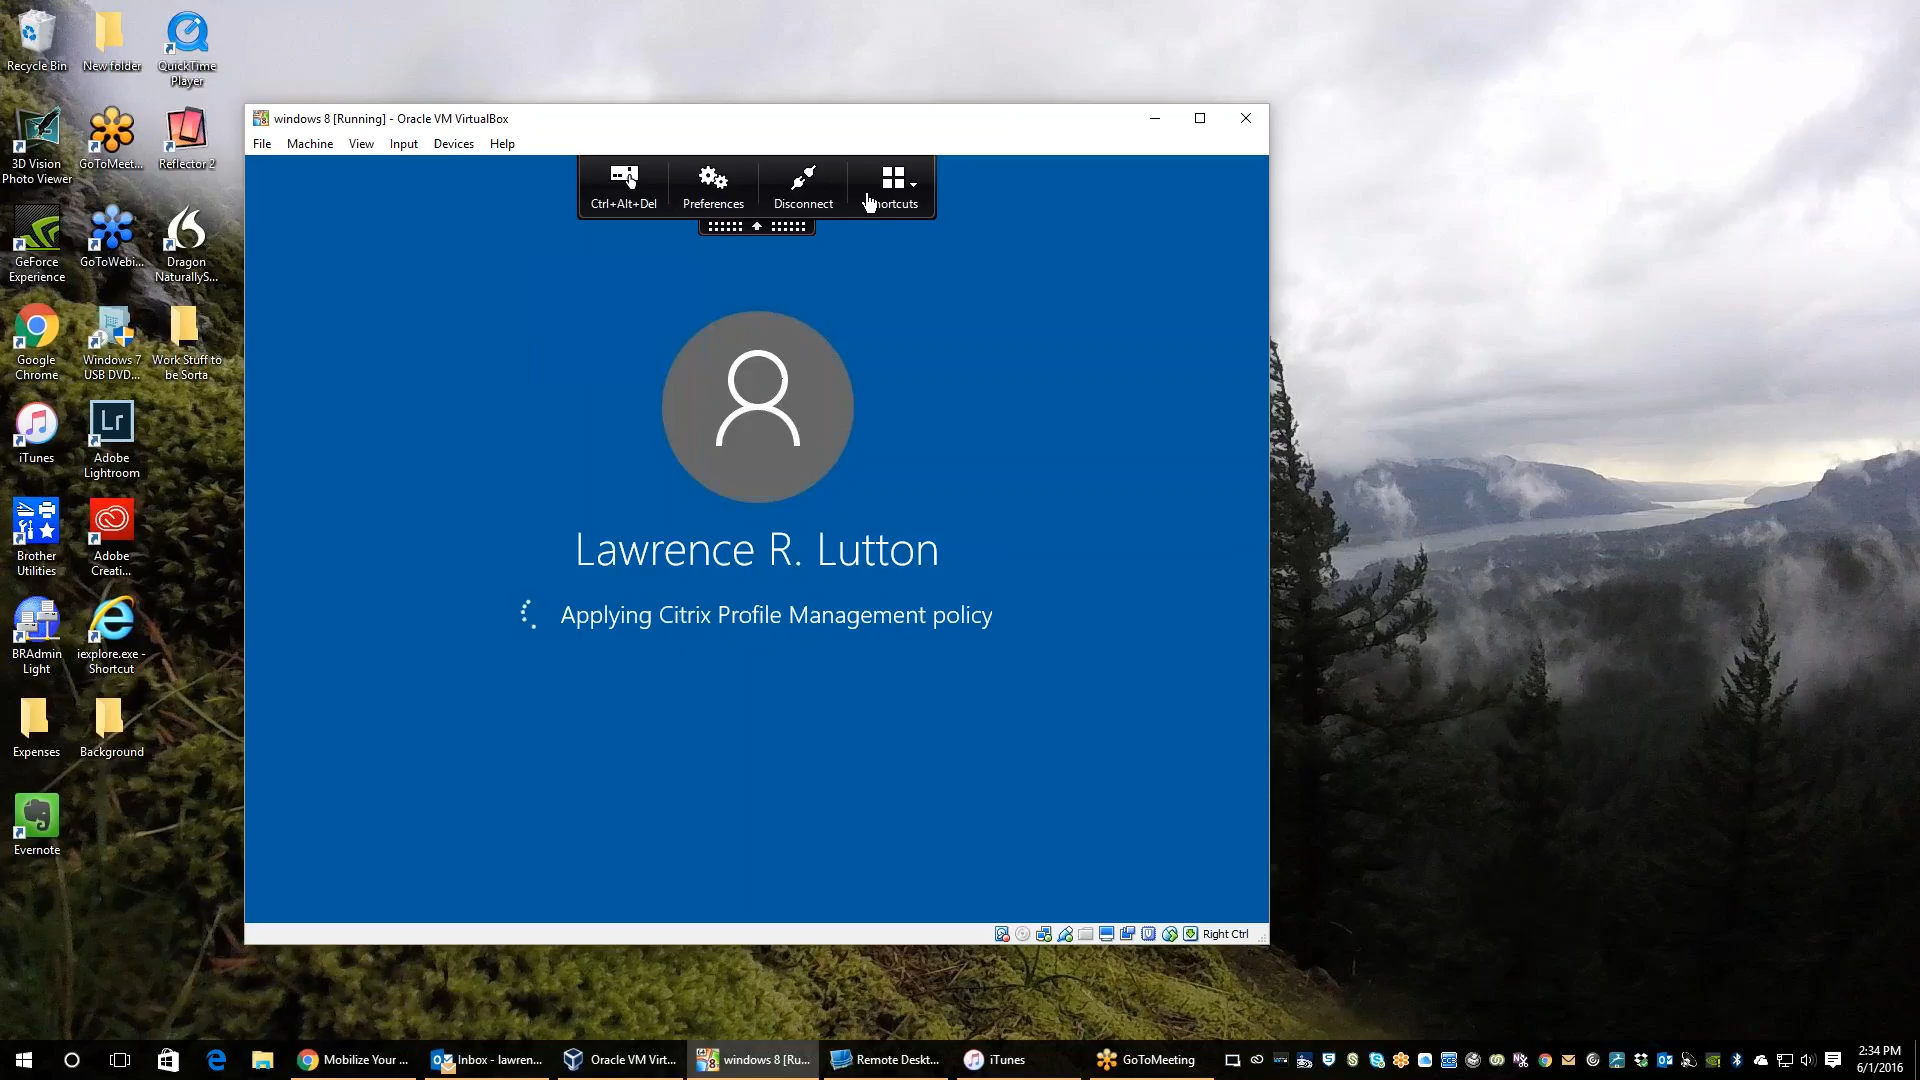 Recycle Bin
New folder
QuickTime
Player
3D Vision
Photo Viewer
GoToMeet...
Reflector 2
GeForce
Experience
GoToWebi...
Dragon
NaturallyS...
Google
Chrome
Windows 7
USB DVD...
Work Stuff to
be Sorta
iTunes
Lr
Adobe
Lightroom
Brother
Utilities
Adobe
Creati...
BRAdmin
Light
iexplore.exe -
Shortcut
Expenses
Background
Evernote
windows 8 [Running] - Oracle VM VirtualBox
File Machine View Input Devices Help
Ctrl+Alt+Del Preferences Disconnect
Lawrence R. Lutton
Applying Citrix Profile Management policy
Right Ctrl
Mobilize Your ... Inbox - lawren... Oracle VM Virt... windows 8 [Ru... Remote Deskt... iTunes GoToMeeting
2:34 PM
6/1/2016